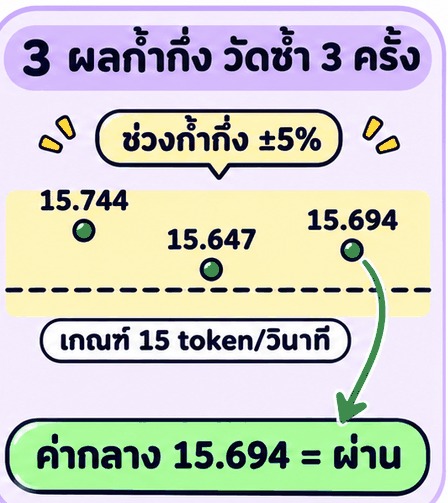 3 ผลก้ำกึ่ง วัดซ้ำ 3 ครั้ง
ช่วงก้ำกึ่ง ±5%
15.744
15.647
15.694
เกณฑ์ 15 token/วินาที
ค่ากลาง 15.694 = ผ่าน